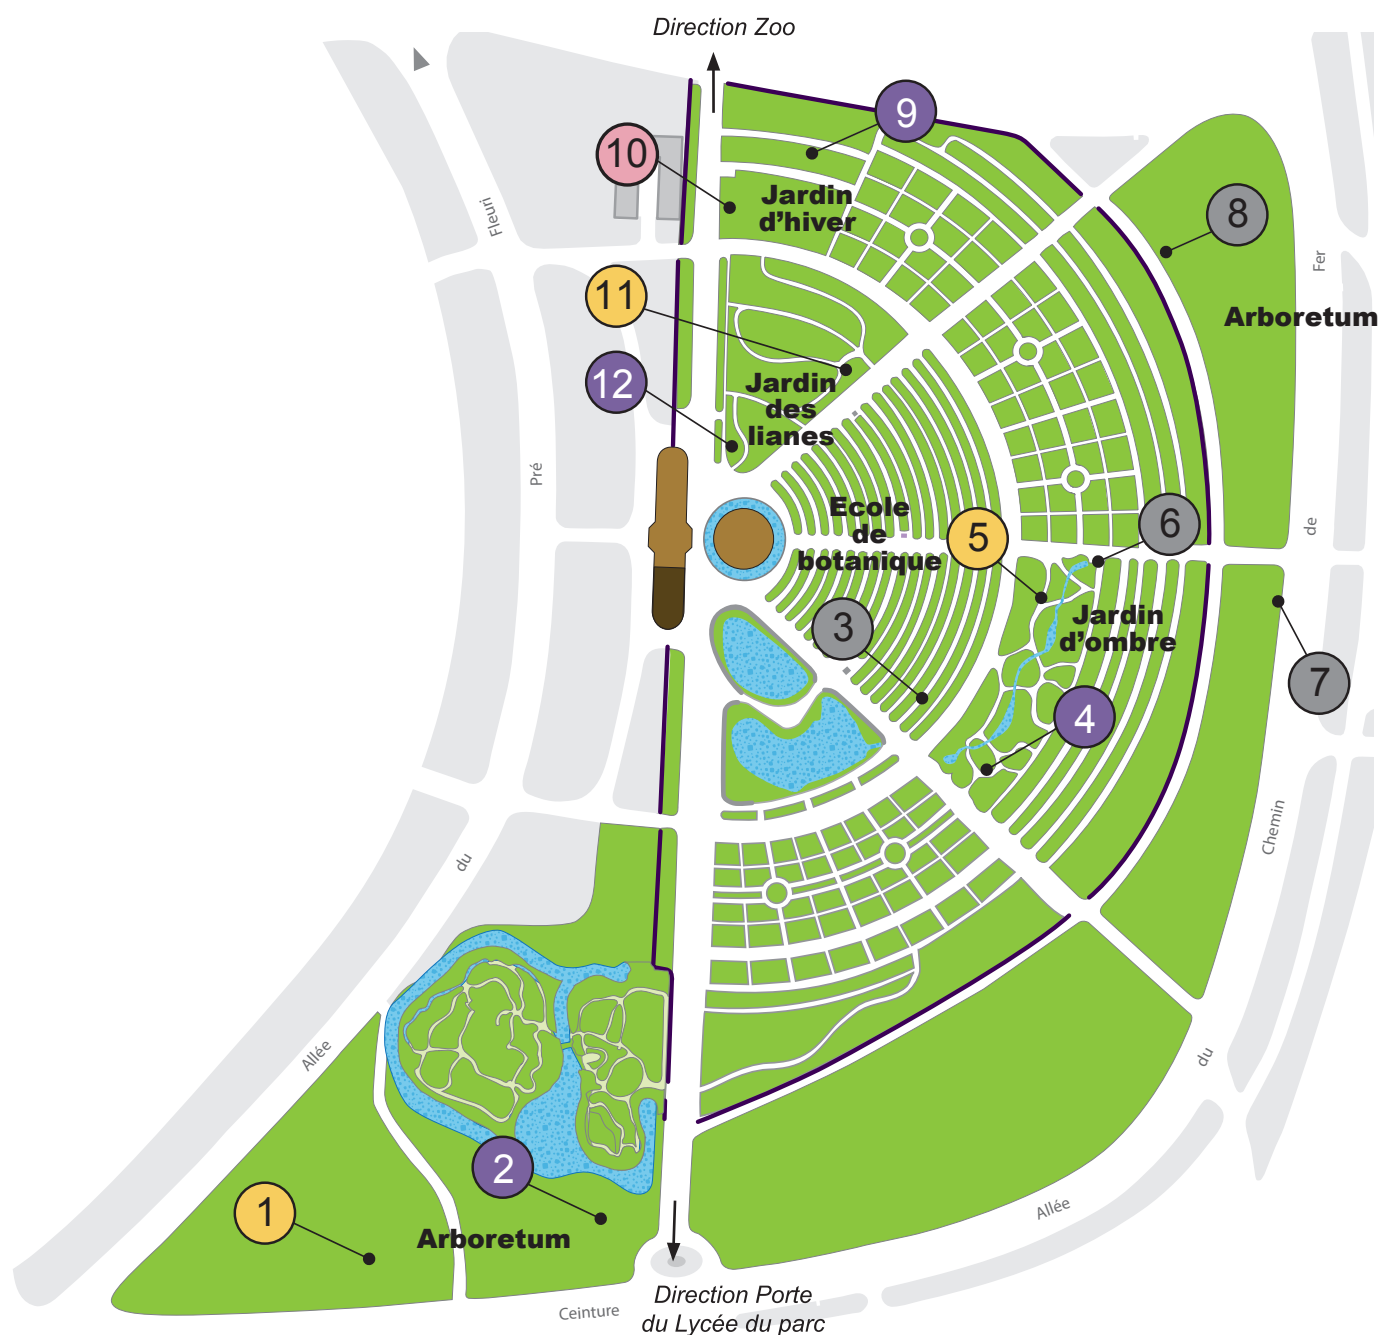 Direction Zoo
9
10
Jardin
d'hiver
8
Fleuri
Fer
11
Arboretum
12
Jardin
des
lianes
Pré
Ecole
de
botanique
5
6
de
3
Jardin
d'ombre
7
4
Chemin
du
Allée
du
2
1
Arboretum
Allée
Ceinture
Direction Porte
du Lycée du parc